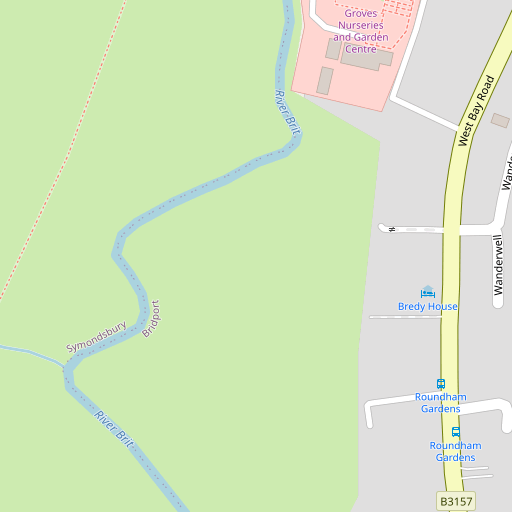 Groves
Nurseries
and Garden
Centre
West Bay Road
River Brit
Wander
Wanderwell
Bredy House
Symondsbury
Bridport
Roundham
Gardens
River Brit
Roundham
Gardens
B3157